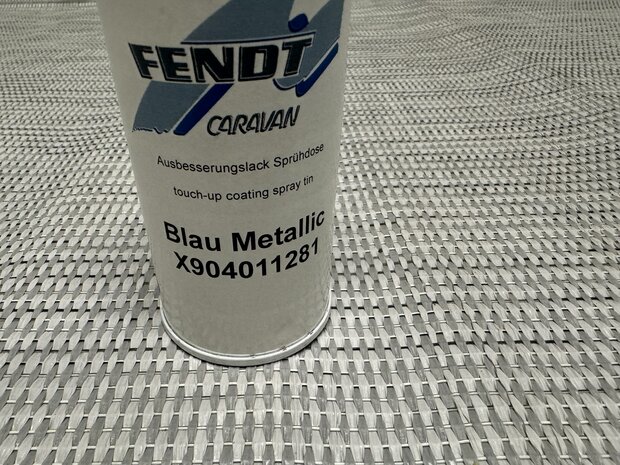 FENDT
CARAVAN
Ausbesserungslack Sprühdose
touch-up coating spray tin
Blau Metallic
X904011281